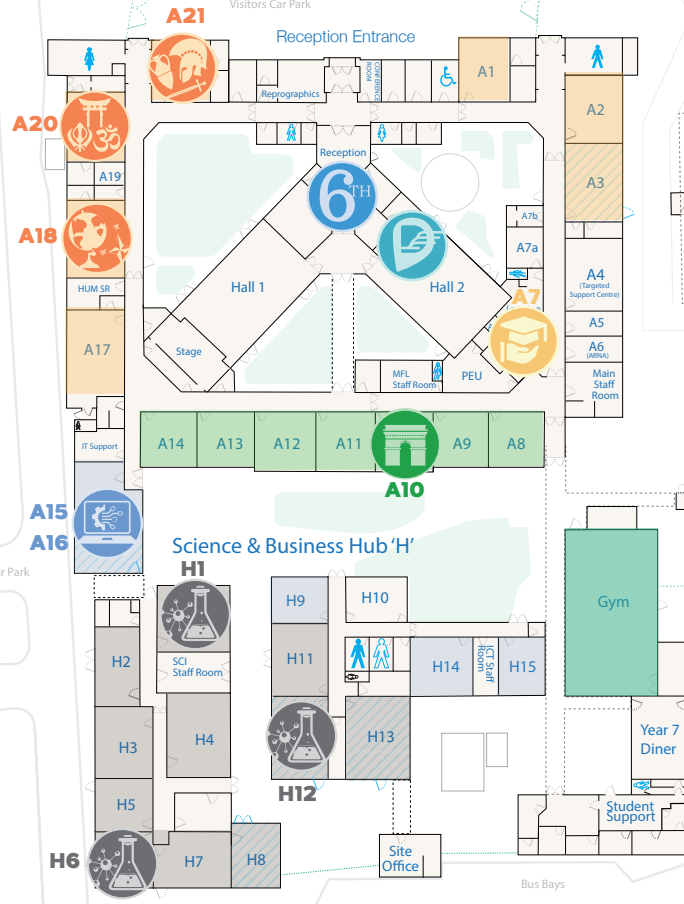 Visitors Car Park
A21
Reception Entrance
A1
Reprographics
CONFERENCE
ROOM
A2
A20
Reception
A3
A19
6TH
A7b
A18
A7a
A4
(Targeted
Support Centre)
HUM SR
Hall 1
Hall 2
A7
A5
A17
Stage
A6
(ARNA)
MFL
Staff Room
PEU
Main
Staff
Room
IT Support
A14
A13
A12
A11
A9
A8
A10
A15
A16
Science & Business Hub 'H'
r Park
H1
H9
H10
Gym
H2
SCI
Staff Room
H11
H14
ICT Staff
Room
H15
H3
H4
H13
Year 7
Diner
H12
H5
Student
Support
H6
H7
H8
Site
Office
Bus Bays